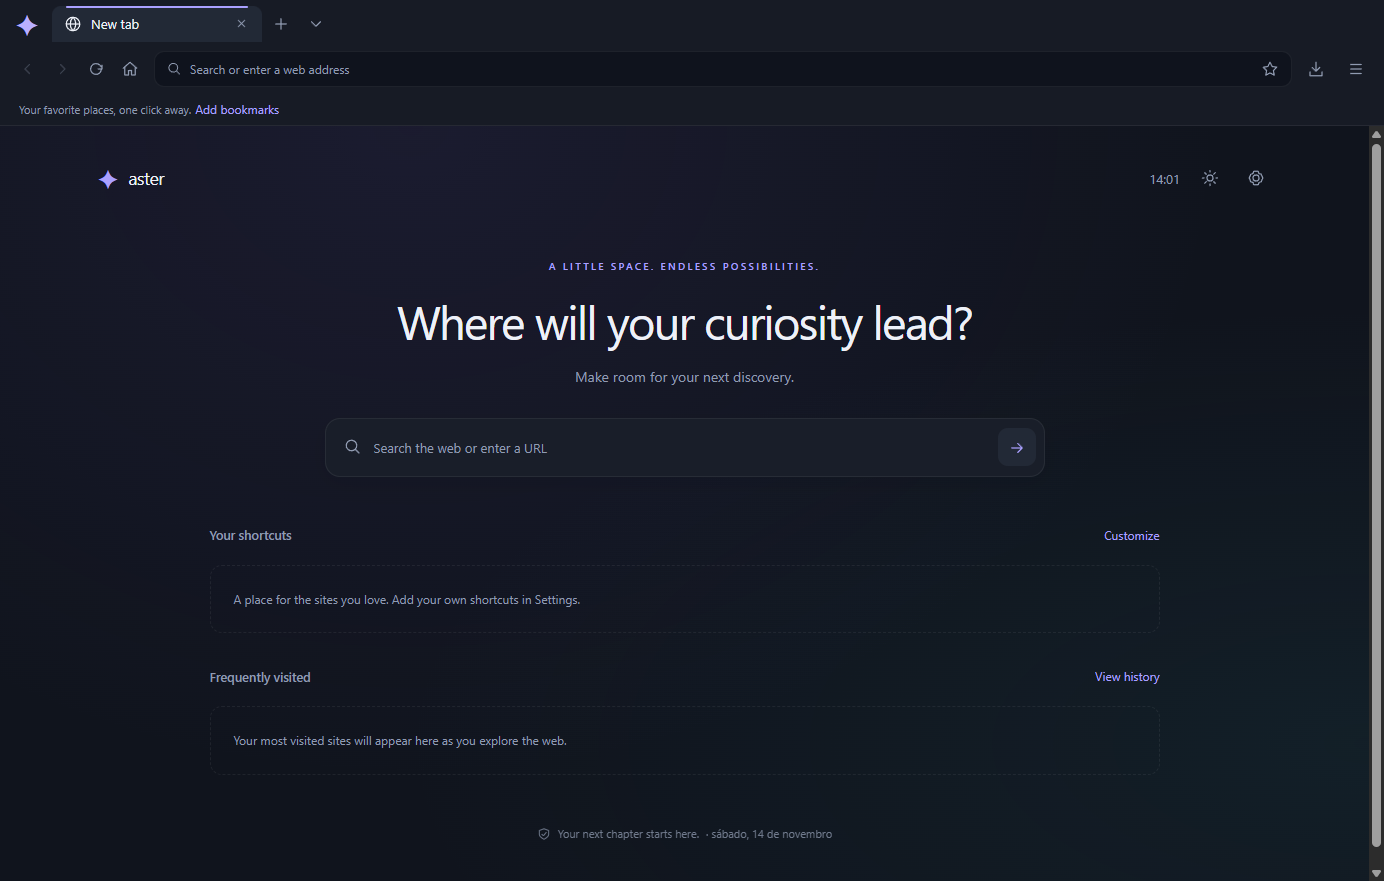 New tab
Search or enter a web address
Your favorite places, one click away. Add bookmarks
aster
14:01
A LITTLE SPACE. ENDLESS POSSIBILITIES.
Where will your curiosity lead?
Make room for your next discovery.
Search the web or enter a URL
Your shortcuts
Customize
A place for the sites you love. Add your own shortcuts in Settings.
Frequently visited
View history
Your most visited sites will appear here as you explore the web.
Your next chapter starts here. · sábado, 14 de novembro